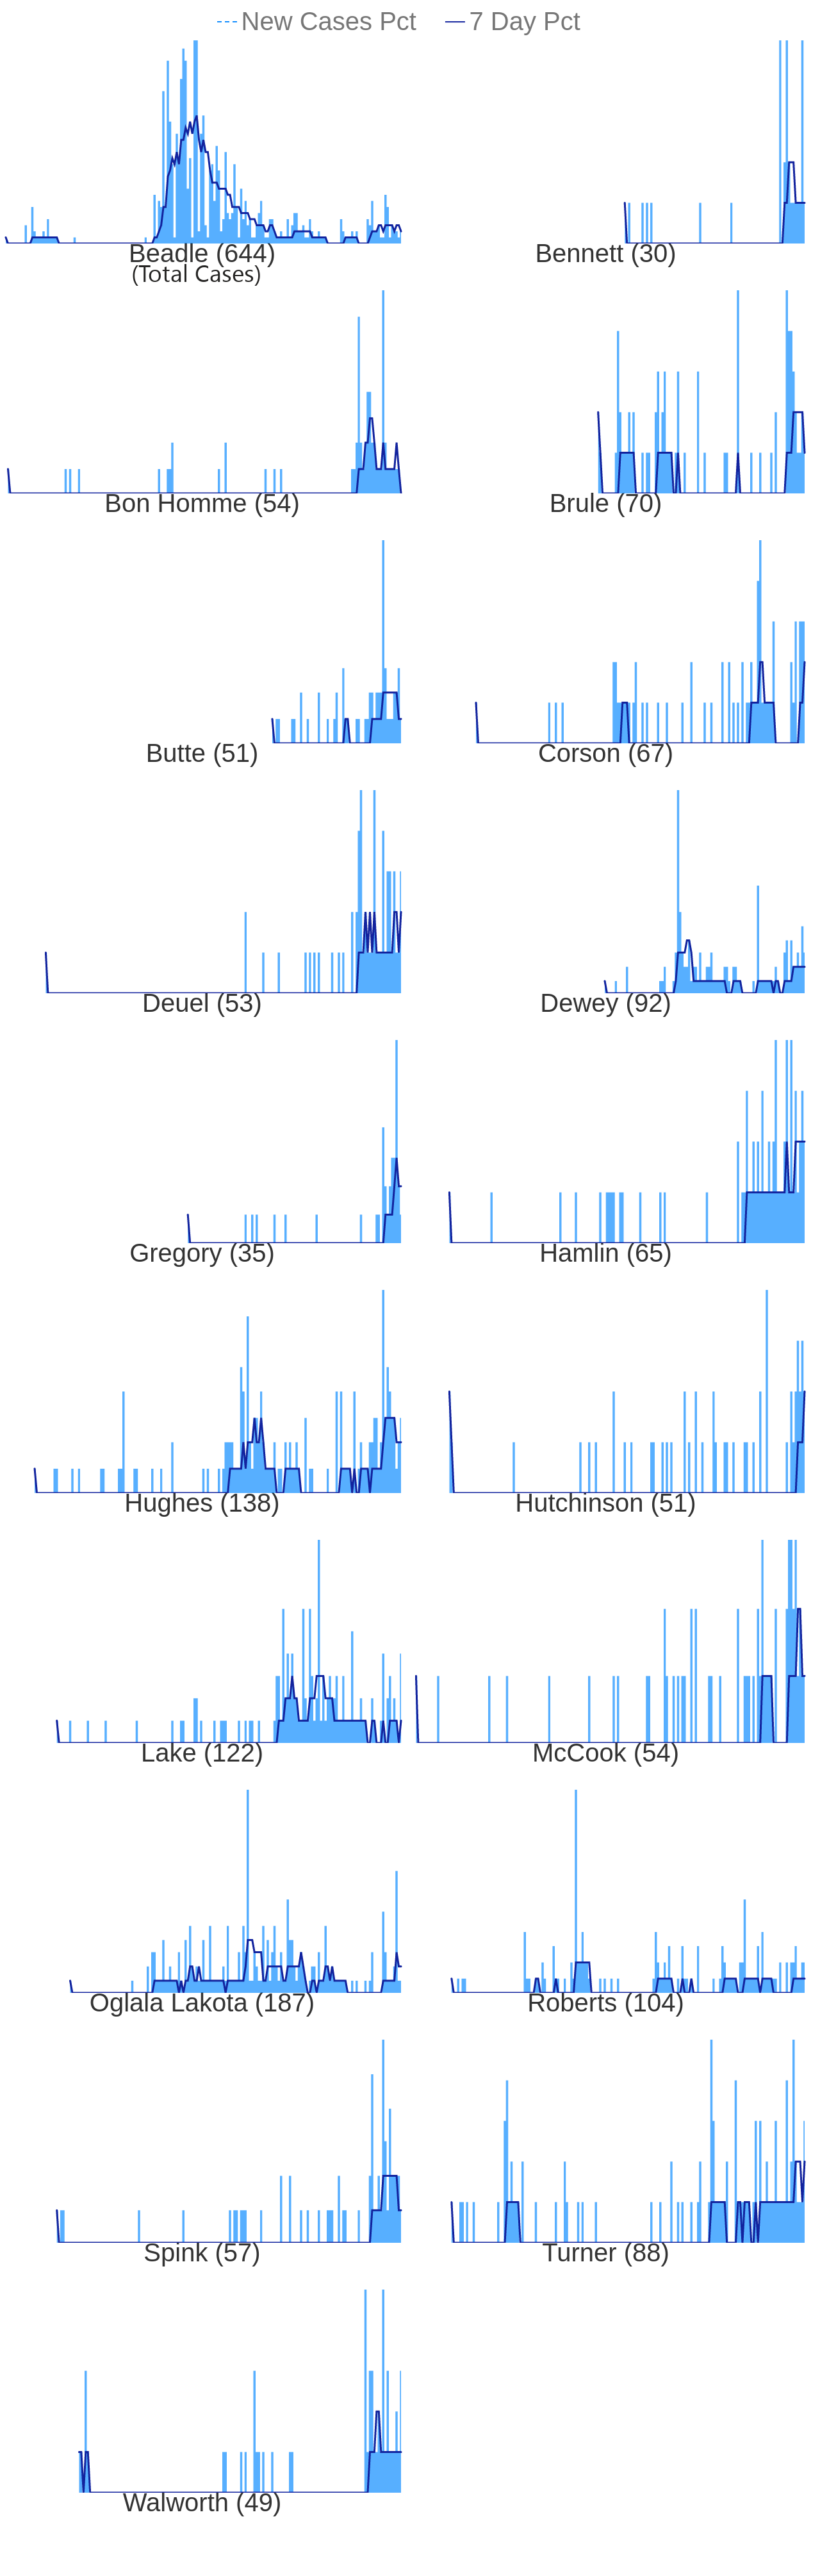 New Cases Pct 7 Day Pct
Beadle (644) Bennett (30)
(Total Cases)
Bon Homme (54) Brule (70)
Butte (51) Corson (67)
Deuel (53) Dewey (92)
Gregory (35) Hamlin (65)
Hughes (138) Hutchinson (51)
Lake (122) McCook (54)
Oglala Lakota (187) Roberts (104)
Spink (57) Turner (88)
Walworth (49)